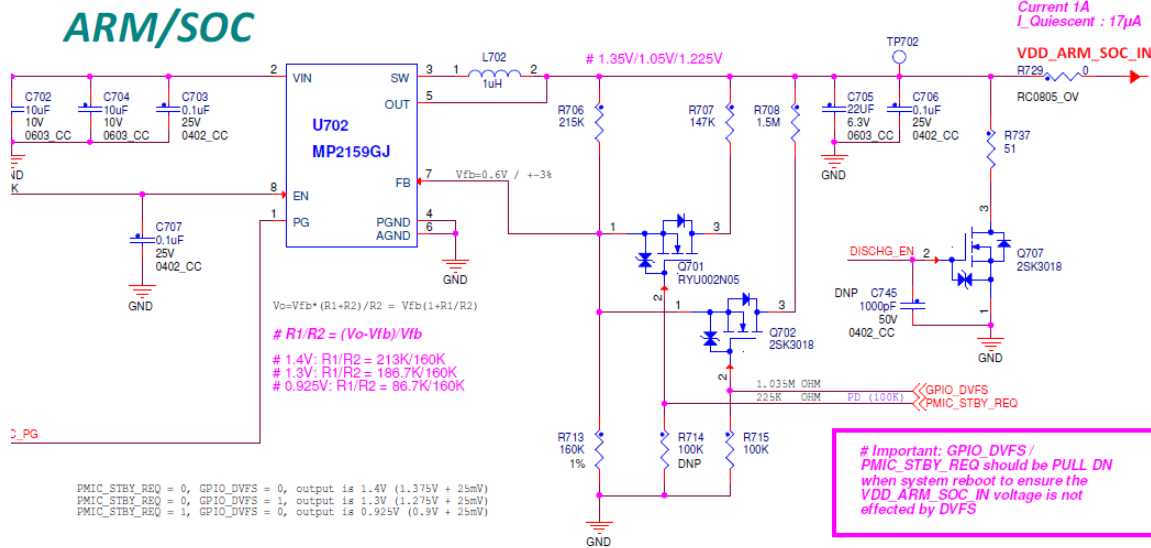 ARM/SOC
Current 1A
I_Quiescent : 17µA
TP702
VDD_ARM_SOC_IN
# 1.35V/1.05V/1.225V
L702
1 2
1uH
R729 0
RC0805_OV
2 VIN
SW 3
OUT 5
C702
10uF
10V
0603_CC
C704
10uF
10V
0603_CC
C703
0.1uF
25V
0402_CC
U702
MP2159GJ
R706
215K
R707
147K
R708
1.5M
C705
22UF
6.3V
0603_CC
C706
0.1uF
25V
0402_CC
R737
51
GND
ND
K
FB 7
Vfb=0.6V / +-3%
8 EN
1 PG
PGND 4
AGND 6
GND
C707
0.1uF
25V
0402_CC
GND
1 3
2
Q701
RYU002N05
1 3
2
Q702
2SK3018
DISCHG_EN
2
3
1
Q707
2SK3018
DNP C745
1000pF
50V
0402_CC
GND
Vo=Vfb*(R1+R2)/R2 = Vfb(1+R1/R2)
# R1/R2 = (Vo-Vfb)/Vfb
# 1.4V: R1/R2 = 213K/160K
# 1.3V: R1/R2 = 186.7K/160K
# 0.925V: R1/R2 = 86.7K/160K
1.035M OHM
GPIO_DVFS
225K OHM PD (100K)
PMIC_STBY_REQ
C_PG
R713
160K
1%
R714
100K
DNP
R715
100K
GND
# Important: GPIO_DVFS /
PMIC_STBY_REQ should be PULL DN
when system reboot to ensure the
VDD_ARM_SOC_IN voltage is not
effected by DVFS
PMIC_STBY_REQ = 0, GPIO_DVFS = 0, output is 1.4V (1.375V + 25mV)
PMIC_STBY_REQ = 0, GPIO_DVFS = 1, output is 1.3V (1.275V + 25mV)
PMIC_STBY_REQ = 1, GPIO_DVFS = 0, output is 0.925V (0.9V + 25mV)